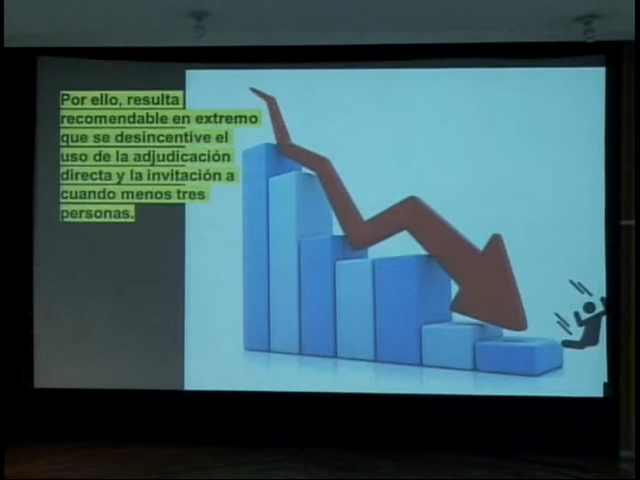 Por ello, resulta
recomendable en extremo
que se desincentive el
uso de la adjudicación
directa y la invitación a
cuando menos tres
personas.